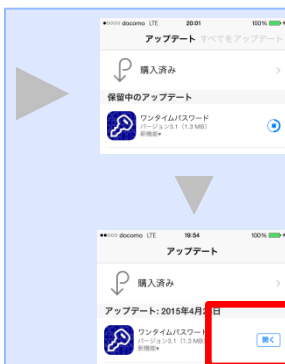 ●○○○○ docomo LTE 20:01 100%
アップデート すべてをアップデート
購入済み
保留中のアップデート
ワンタイムパスワード
バージョン3.1 (1.3 MB)
新機能▾
●●○○○ docomo LTE 19:54 100%
アップデート
購入済み
アップデート: 2015年4月2 日
ワンタイムパスワード
バージョン3.1 (1.3 MB)
新機能▾
開く